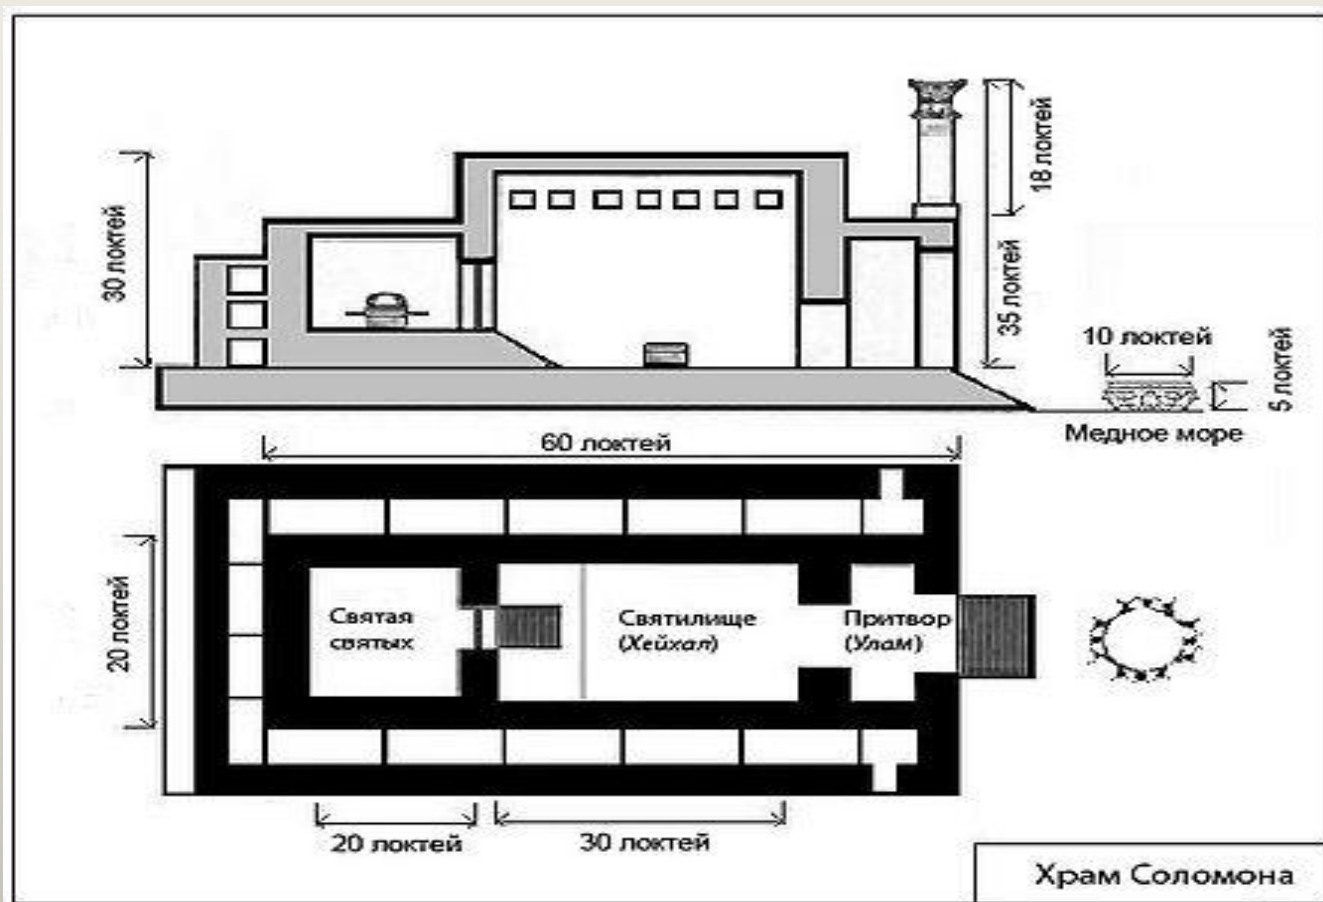 18 локтей
30 локтей
35 локтей
10 локтей
5 локтей
Медное море
60 локтей
20 локтей
Святая
святых
Святилище
(Хейхал)
Притвор
(Улам)
20 локтей
30 локтей
Храм Соломона